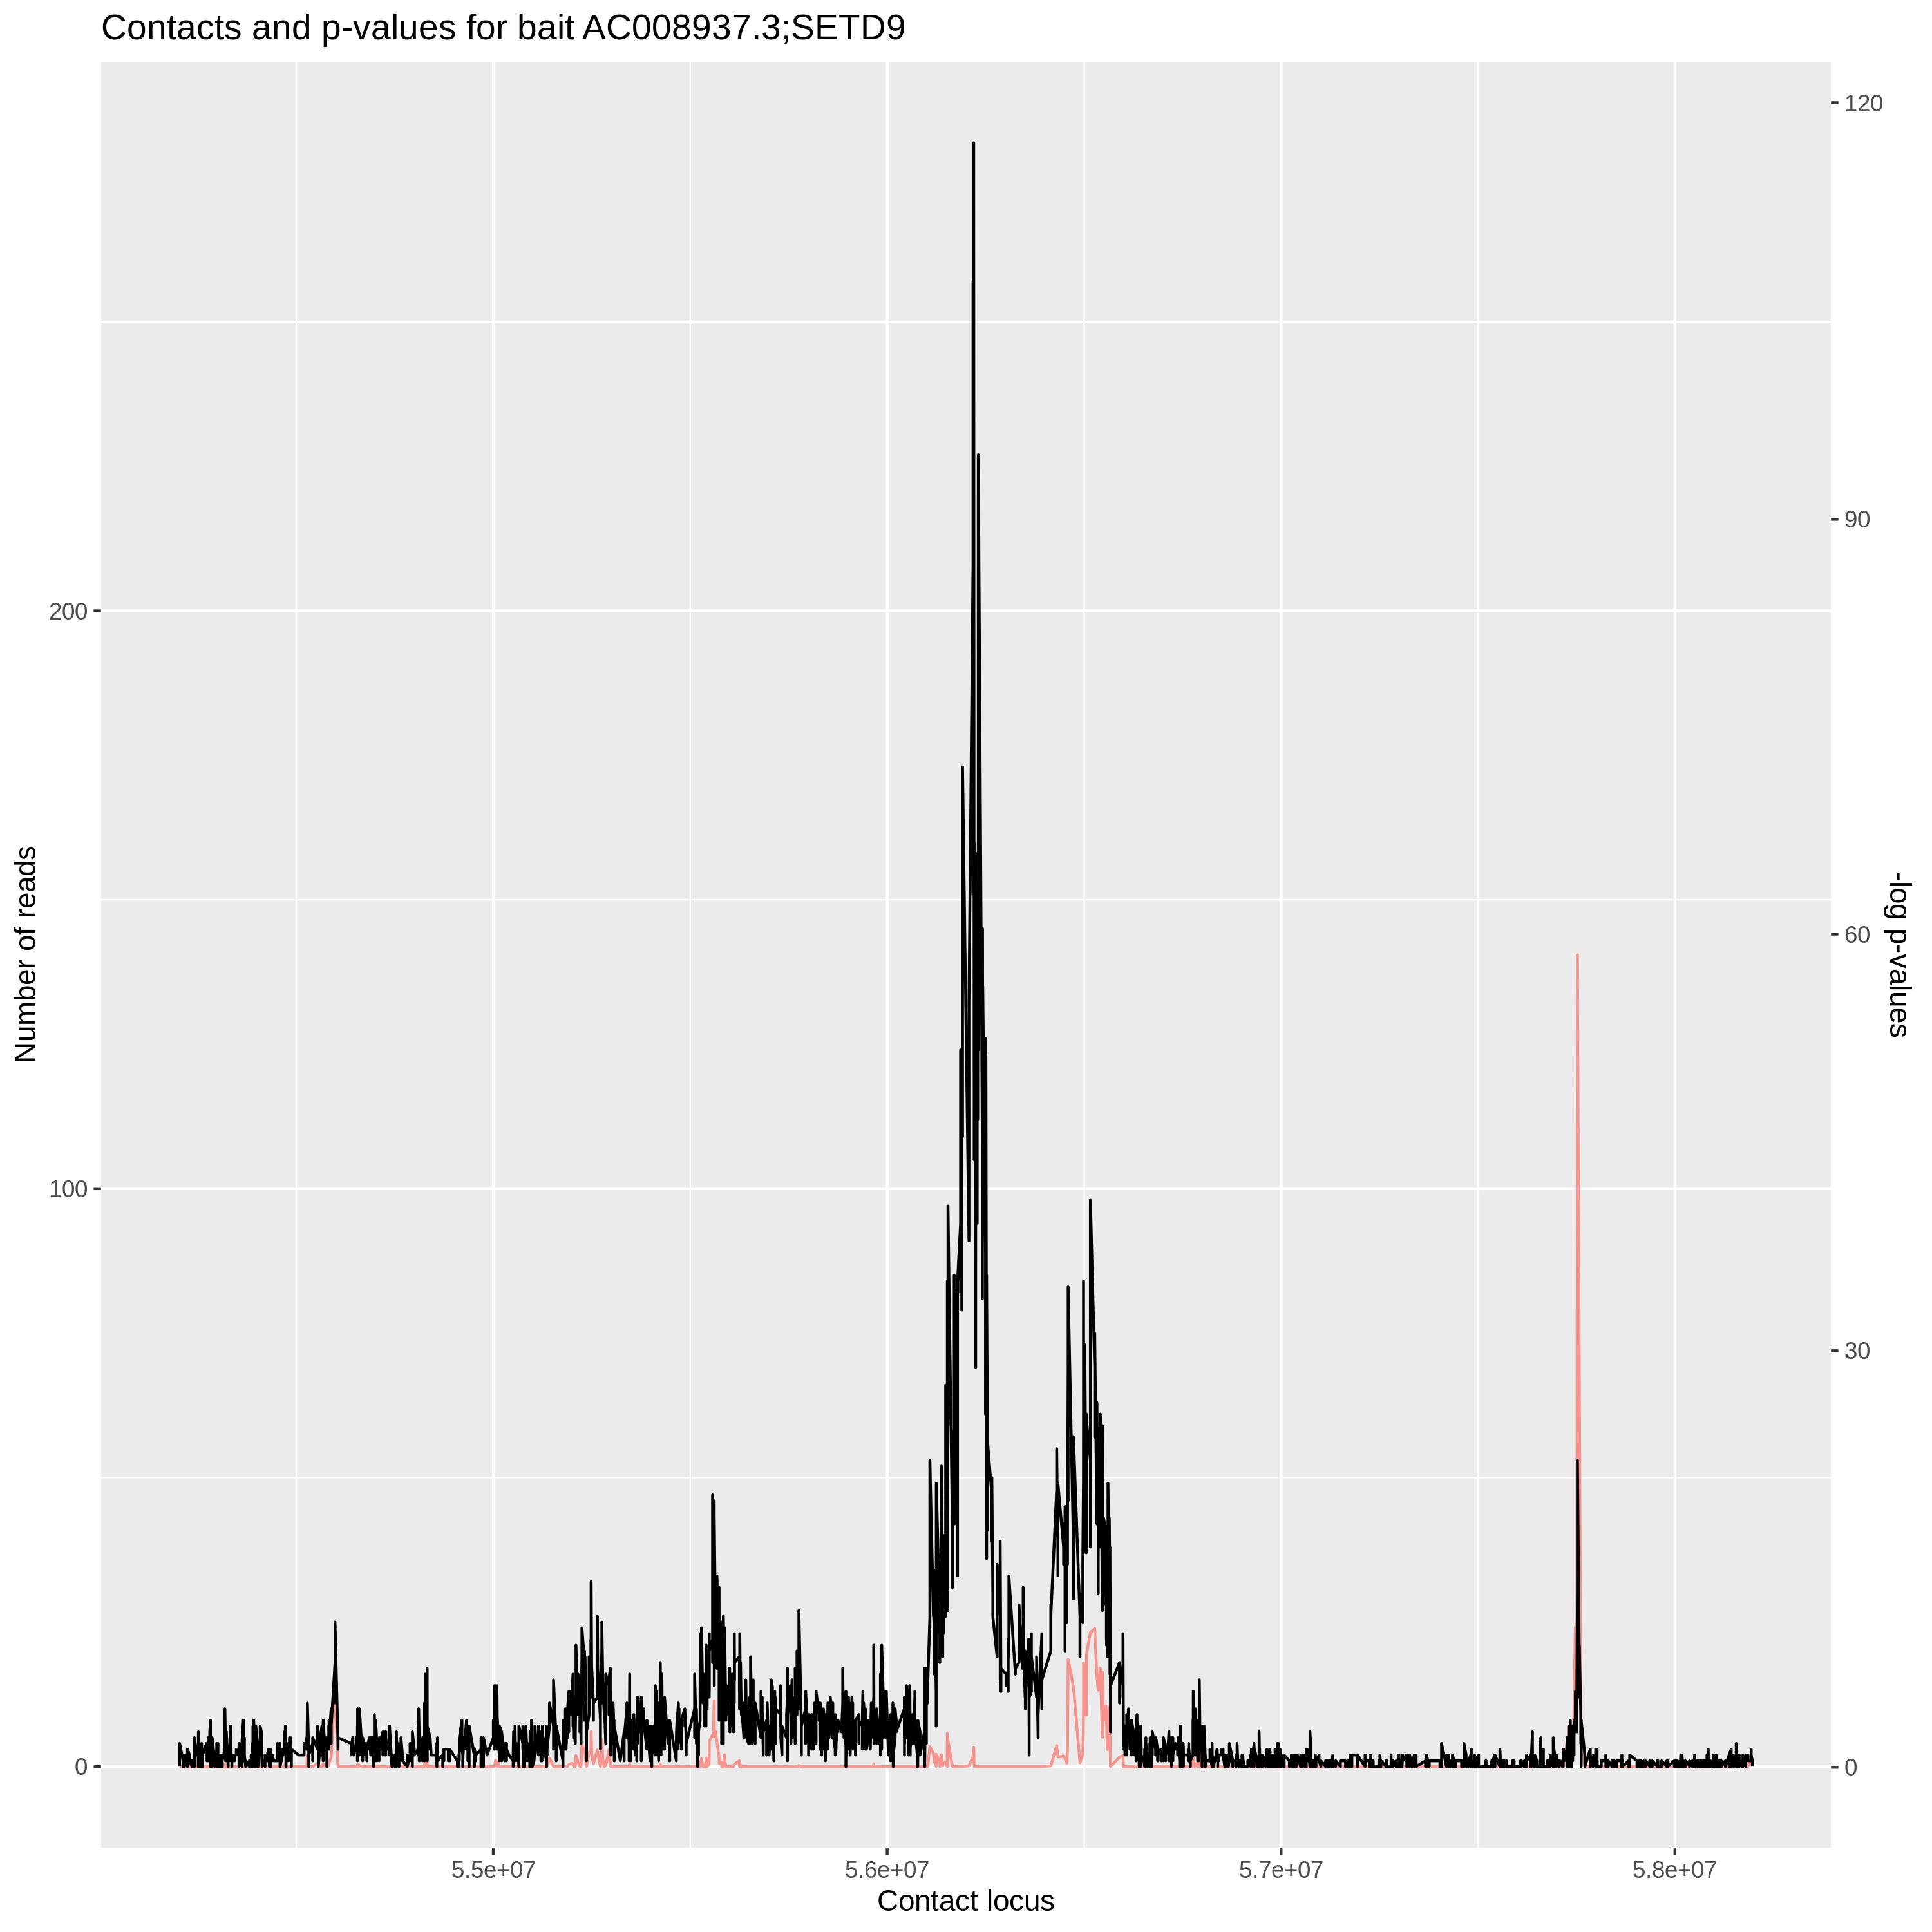 Contacts and p-values for bait AC008937.3;SETD9
120
90
60
30
0
200
100
0
Number of reads
-log p-values
5.5e+07
5.6e+07
5.7e+07
5.8e+07
Contact locus